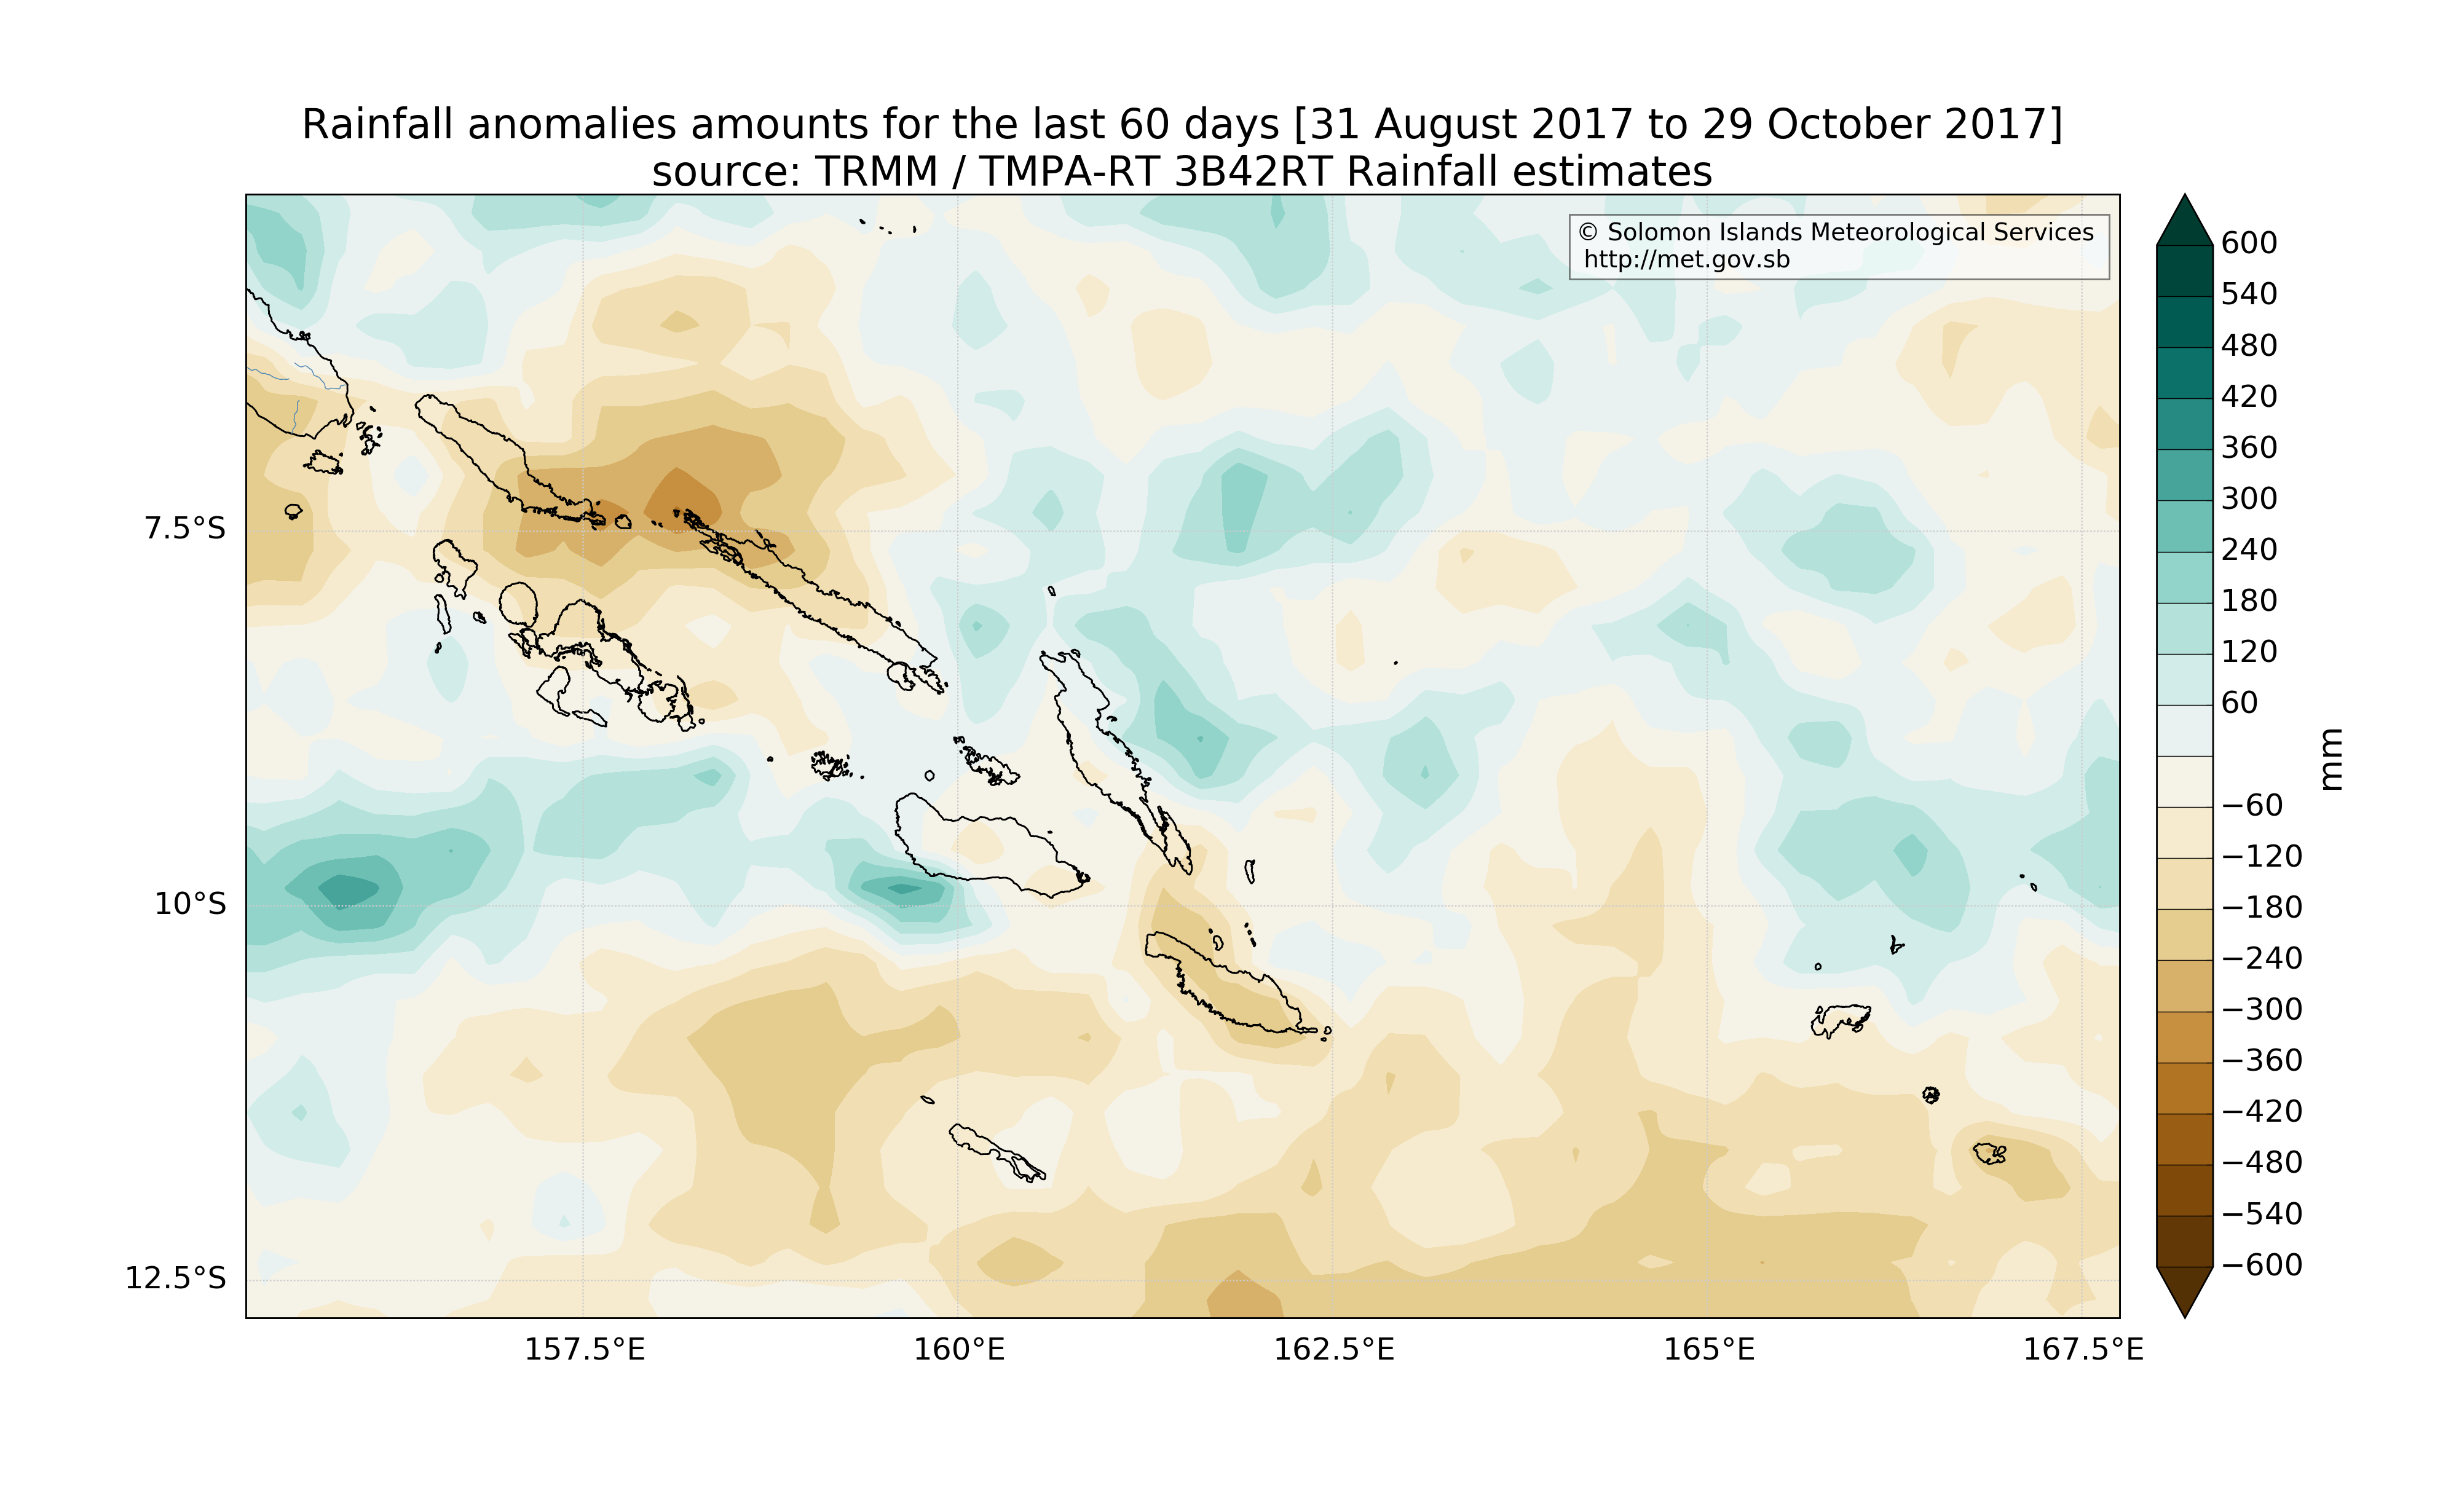 Rainfall anomalies amounts for the last 60 days [31 August 2017 to 29 October 2017]
source: TRMM / TMPA-RT 3B42RT Rainfall estimates
© Solomon Islands Meteorological Services
http://met.gov.sb
7.5°S
10°S
12.5°S
157.5°E
160°E
162.5°E
165°E
167.5°E
600
540
480
420
360
300
240
180
120
60
−60
−120
−180
−240
−300
−360
−420
−480
−540
−600
mm